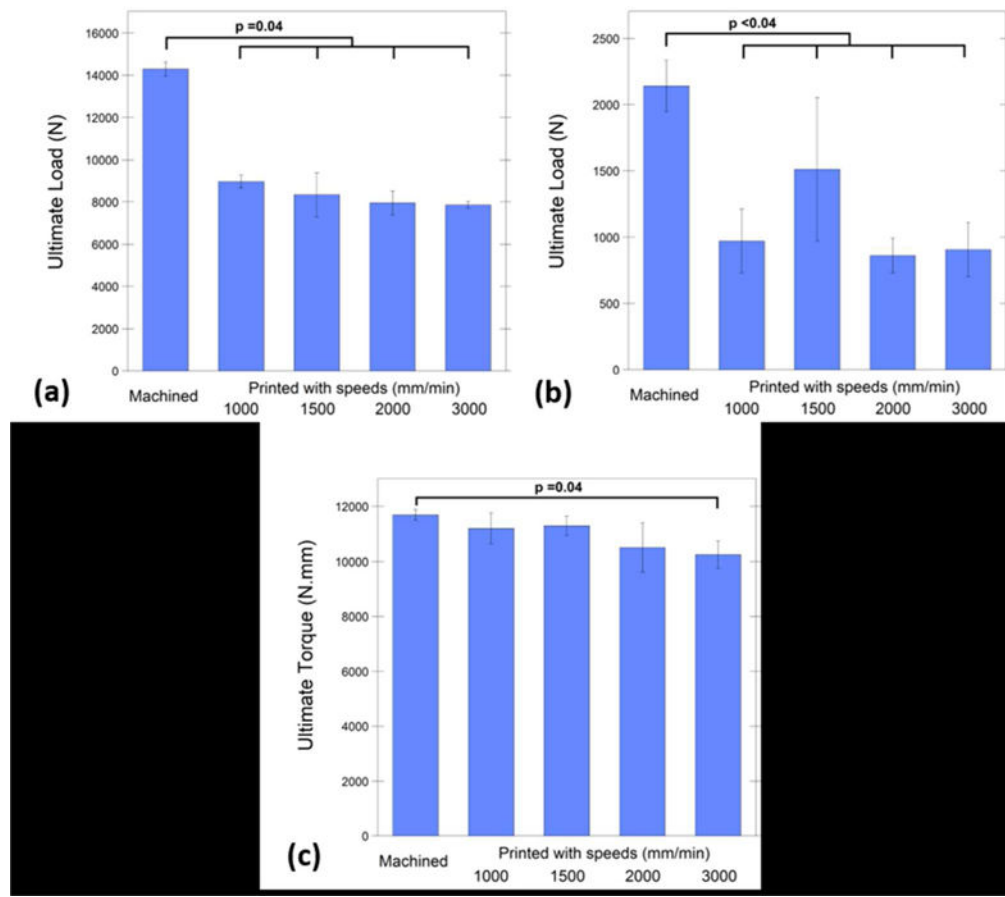 p =0.04
16000
14000
12000
10000
8000
6000
4000
2000
0
Ultimate Load (N)
(a)
Machined
Printed with speeds (mm/min)
1000 1500 2000 3000
p <0.04
2500
2000
1500
1000
500
0
Ultimate Load (N)
(b)
Machined
Printed with speeds (mm/min)
1000 1500 2000 3000
p =0.04
12000
10000
8000
6000
4000
2000
0
Ultimate Torque (N.mm)
(c)
Machined
Printed with speeds (mm/min)
1000 1500 2000 3000